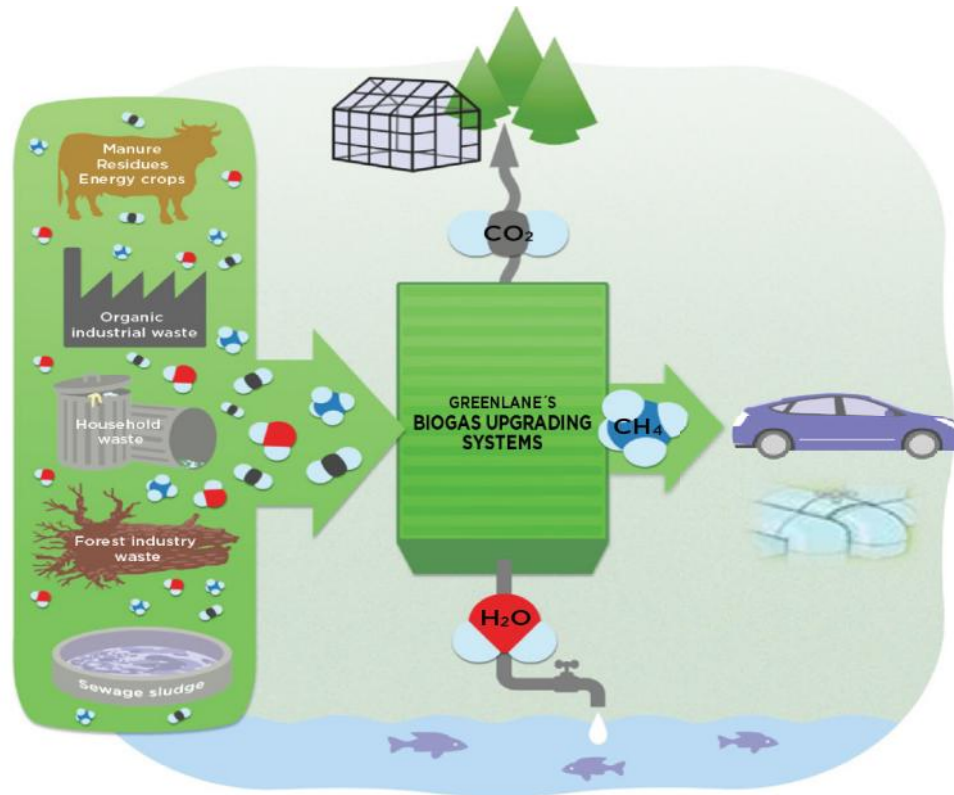 Manure
Residues
Energy crops
Organic
industrial waste
Household
waste
Forest industry
waste
Sewage sludge
CO₂
GREENLANE´S
BIOGAS UPGRADING
SYSTEMS
CH₄
H₂O